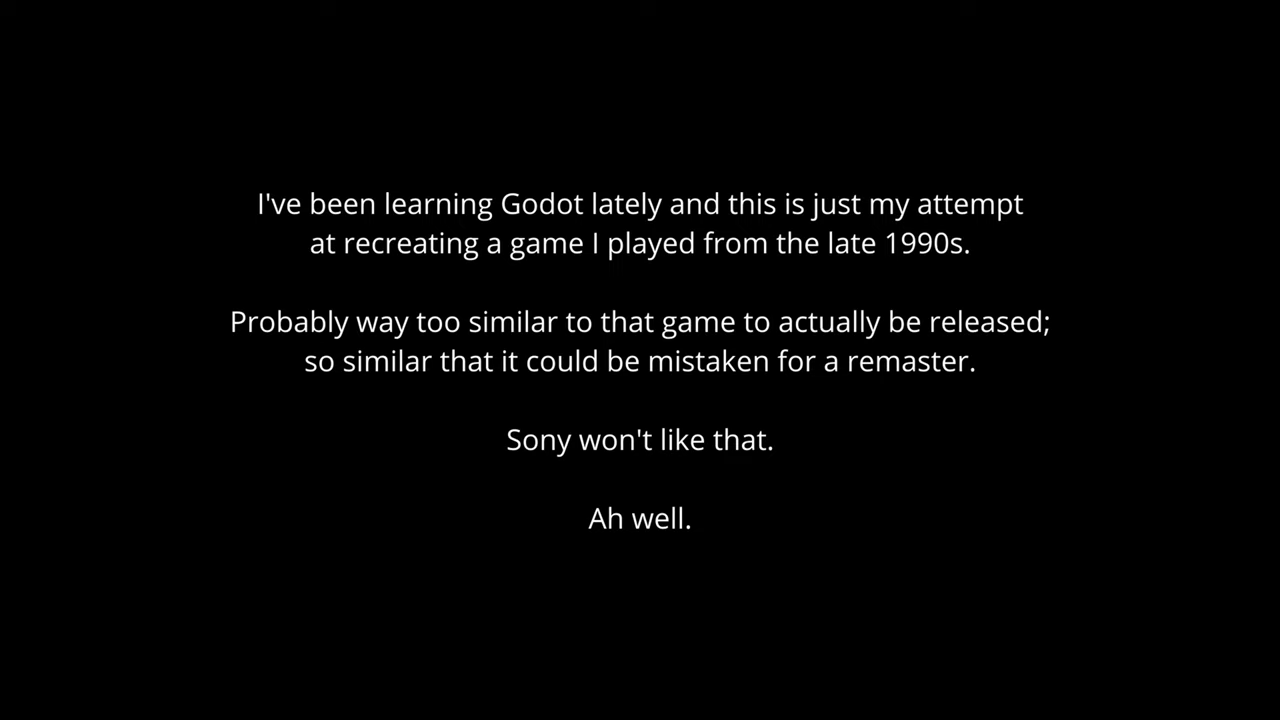 I've been learning Godot lately and this is just my attempt
at recreating a game I played from the late 1990s.
Probably way too similar to that game to actually be released;
so similar that it could be mistaken for a remaster.
Sony won't like that.
Ah well.